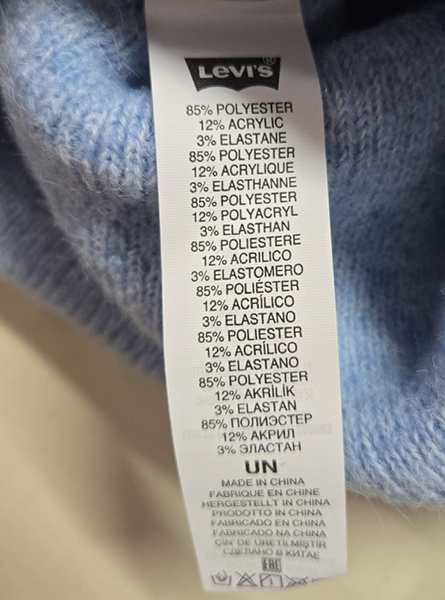 Levi's®
85% POLYESTER
12% ACRYLIC
3% ELASTANE
85% POLYESTER
12% ACRYLIQUE
3% ELASTHANNE
85% POLYESTER
12% POLYACRYL
3% ELASTHAN
85% POLIESTERE
12% ACRILICO
3% ELASTOMERO
85% POLIÉSTER
12% ACRÍLICO
3% ELASTANO
85% POLIESTER
12% ACRÍLICO
3% ELASTANO
85% POLYESTER
12% AKRİLİK
3% ELASTAN
85% ПОЛИЭСТЕР
12% АКРИЛ
3% ЭЛАСТАН
UN
MADE IN CHINA
FABRIQUE EN CHINE
HERGESTELLT IN CHINA
PRODOTTO IN CHINA
FABRICADO EN CHINA
FABRICADO NA CHINA
ÇIN' DE ÜRETİLMİŞTİR
СДЕЛАНО В КИТАЕ
EAC